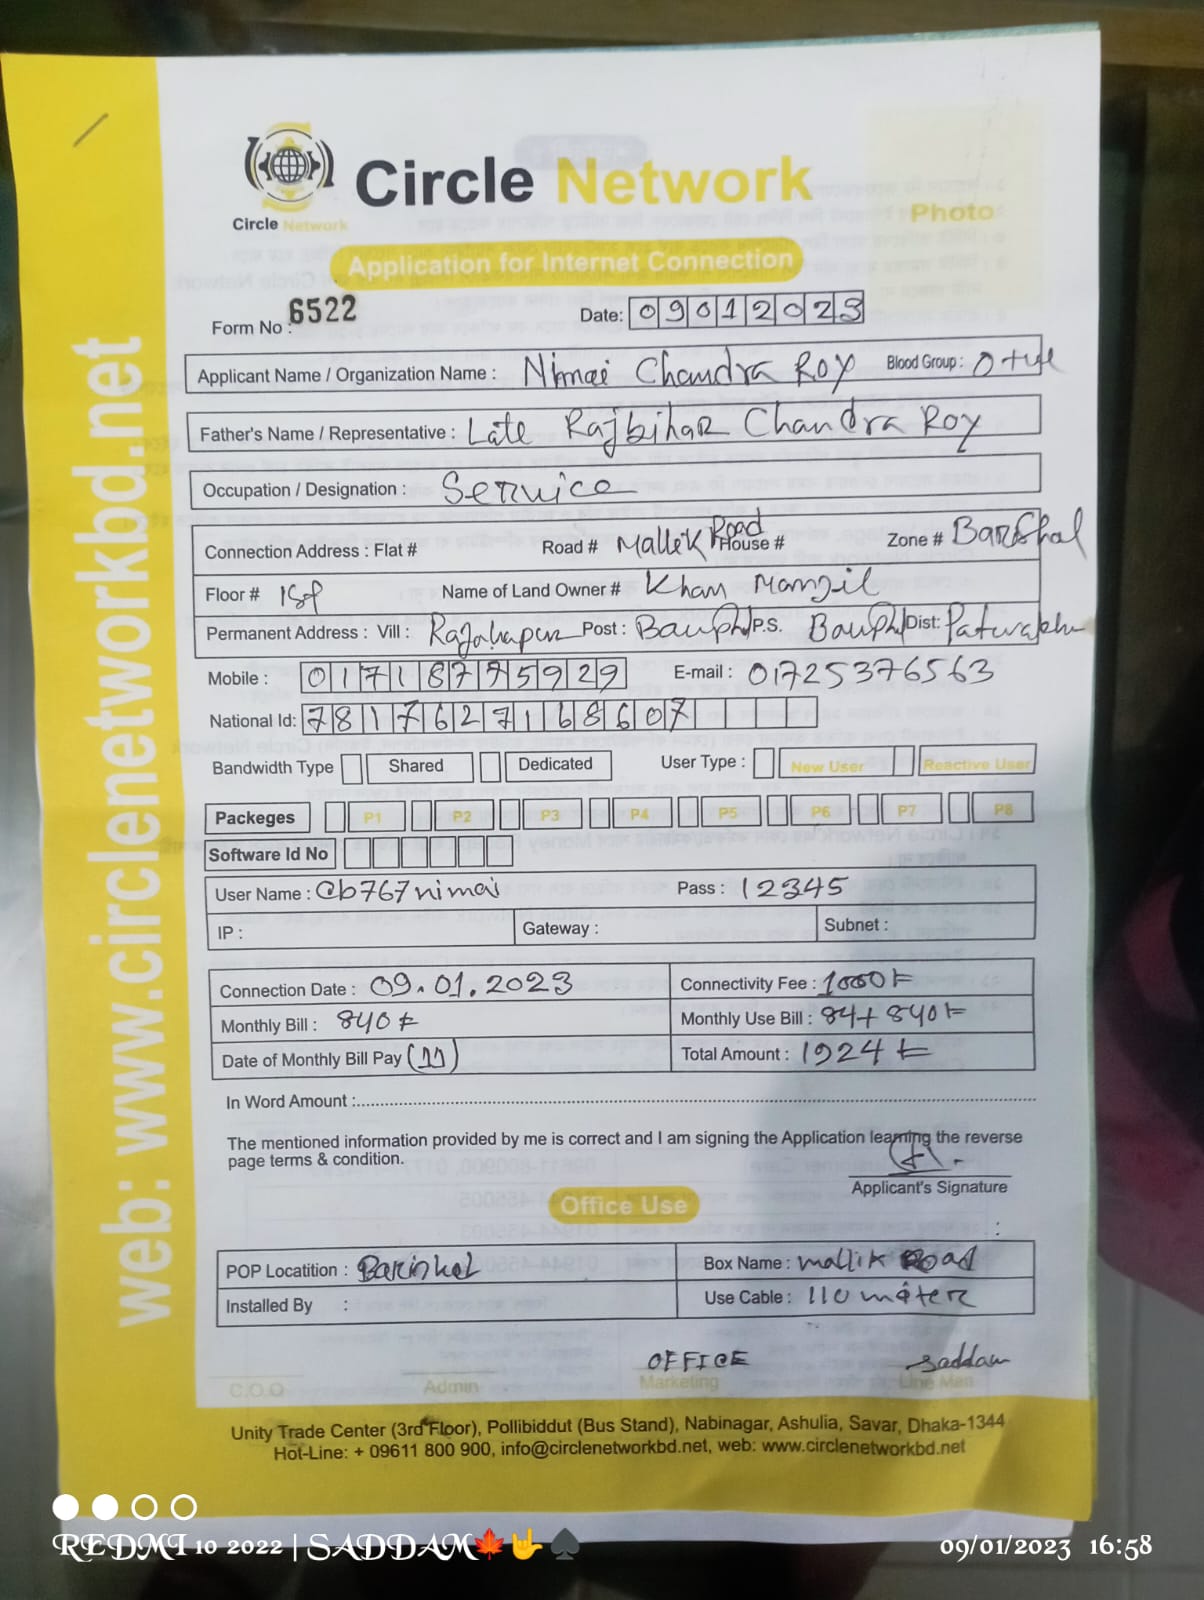 web: www.circlenetworkbd.net
Circle Network
Circle Network
Photo
Application for Internet Connection
Form No : 6522 Date: 09012023
Applicant Name / Organization Name : Nimai Chandra Roy Blood Group : O+ve
Father's Name / Representative : Late Rajbihar Chandra Roy
Occupation / Designation : Service
Connection Address : Flat # Road # Mallek Road House # Zone # Barishal
Floor # 1st Name of Land Owner # Khan Manzil
Permanent Address : Vill : Post : P.S. Dist:
Mobile : 01718775929 E-mail : 01725376563
National Id: 7817627168607
Bandwidth Type Shared Dedicated User Type : New User Reactive User
Packeges P1 P2 P3 P4 P5 P6 P7 P8
Software Id No
User Name : cb767nimai Pass : 12345
IP : Gateway : Subnet :
Connection Date : 09.01.2023 Connectivity Fee : 1000 ৳
Monthly Bill : 840 ৳ Monthly Use Bill : 84+840 ৳
Date of Monthly Bill Pay (11) Total Amount : 1924 ৳
In Word Amount :
The mentioned information provided by me is correct and I am signing the Application learning the reverse
page terms & condition.
Applicant's Signature
Office Use
POP Locatition : Barishal Box Name : mallik Road
Installed By : Use Cable : 110 meter
OFFICE saddam
C.O.O Admin Marketing Line Man
Unity Trade Center (3rd Floor), Pollibiddut (Bus Stand), Nabinagar, Ashulia, Savar, Dhaka-1344
Hot-Line: + 09611 800 900, info@circlenetworkbd.net, web: www.circlenetworkbd.net
REDMI 10 2022 | SADDAM🍁🤟♠ 09/01/2023 16:58